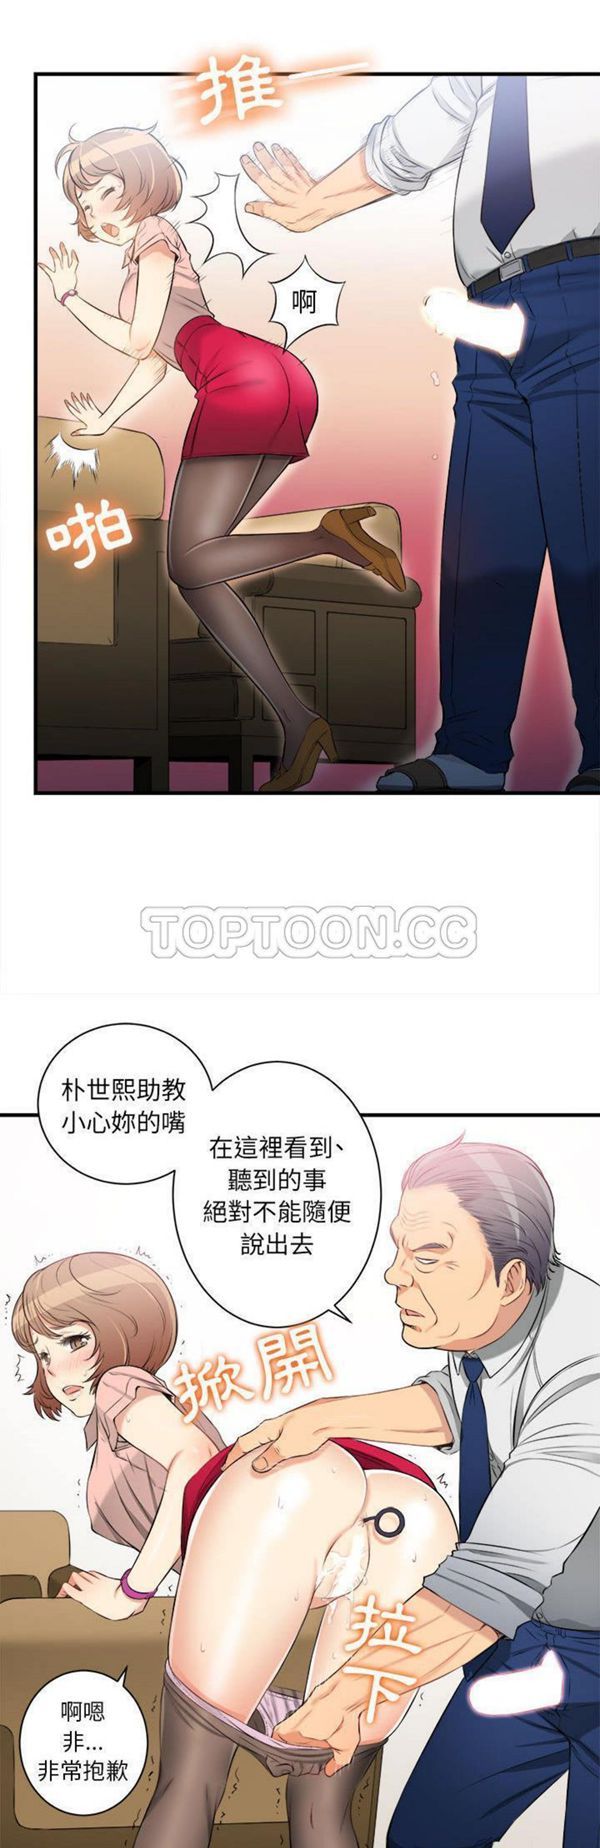 推一
啊
啪
TOPTOON.CC
朴世熙助教
小心妳的嘴
在這裡看到、
聽到的事
絕對不能隨便
說出去
掀開
拉下
啊嗯
非...
非常抱歉